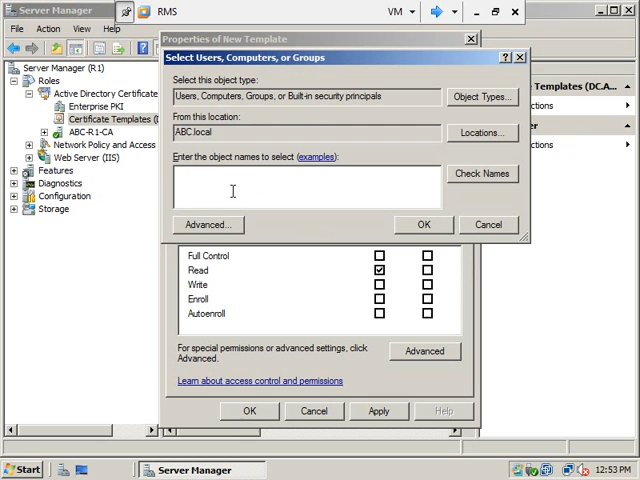 Server Manager
RMS
VM
File Action View Help
Properties of New Template
Select Users, Computers, or Groups
Select this object type:
Users, Computers, Groups, or Built-in security principals
Object Types...
From this location:
ABC.local
Locations...
Enter the object names to select (examples):
Check Names
Advanced...
OK
Cancel
Server Manager (R1)
Roles
Active Directory Certificate
Enterprise PKI
Certificate Templates (
ABC-R1-CA
Network Policy and Access
Web Server (IIS)
Features
Diagnostics
Configuration
Storage
Templates (DC.A...
ctions
er
ctions
Full Control
Read
Write
Enroll
Autoenroll
For special permissions or advanced settings, click
Advanced.
Advanced
Learn about access control and permissions
OK
Cancel
Apply
Help
Start
Server Manager
12:53 PM